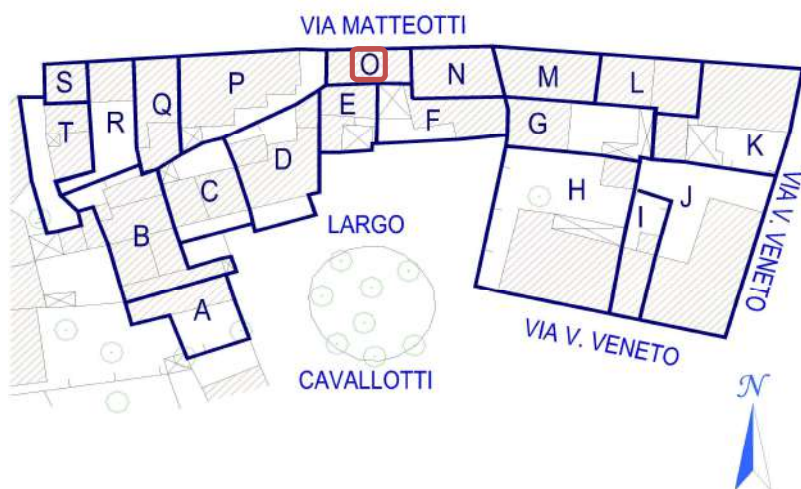 VIA MATTEOTTI
S
P
O
N
M
L
Q
T
R
E
F
G
K
D
C
H
J
I
B
LARGO
VIA V. VENETO
A
VIA V. VENETO
CAVALLOTTI
N